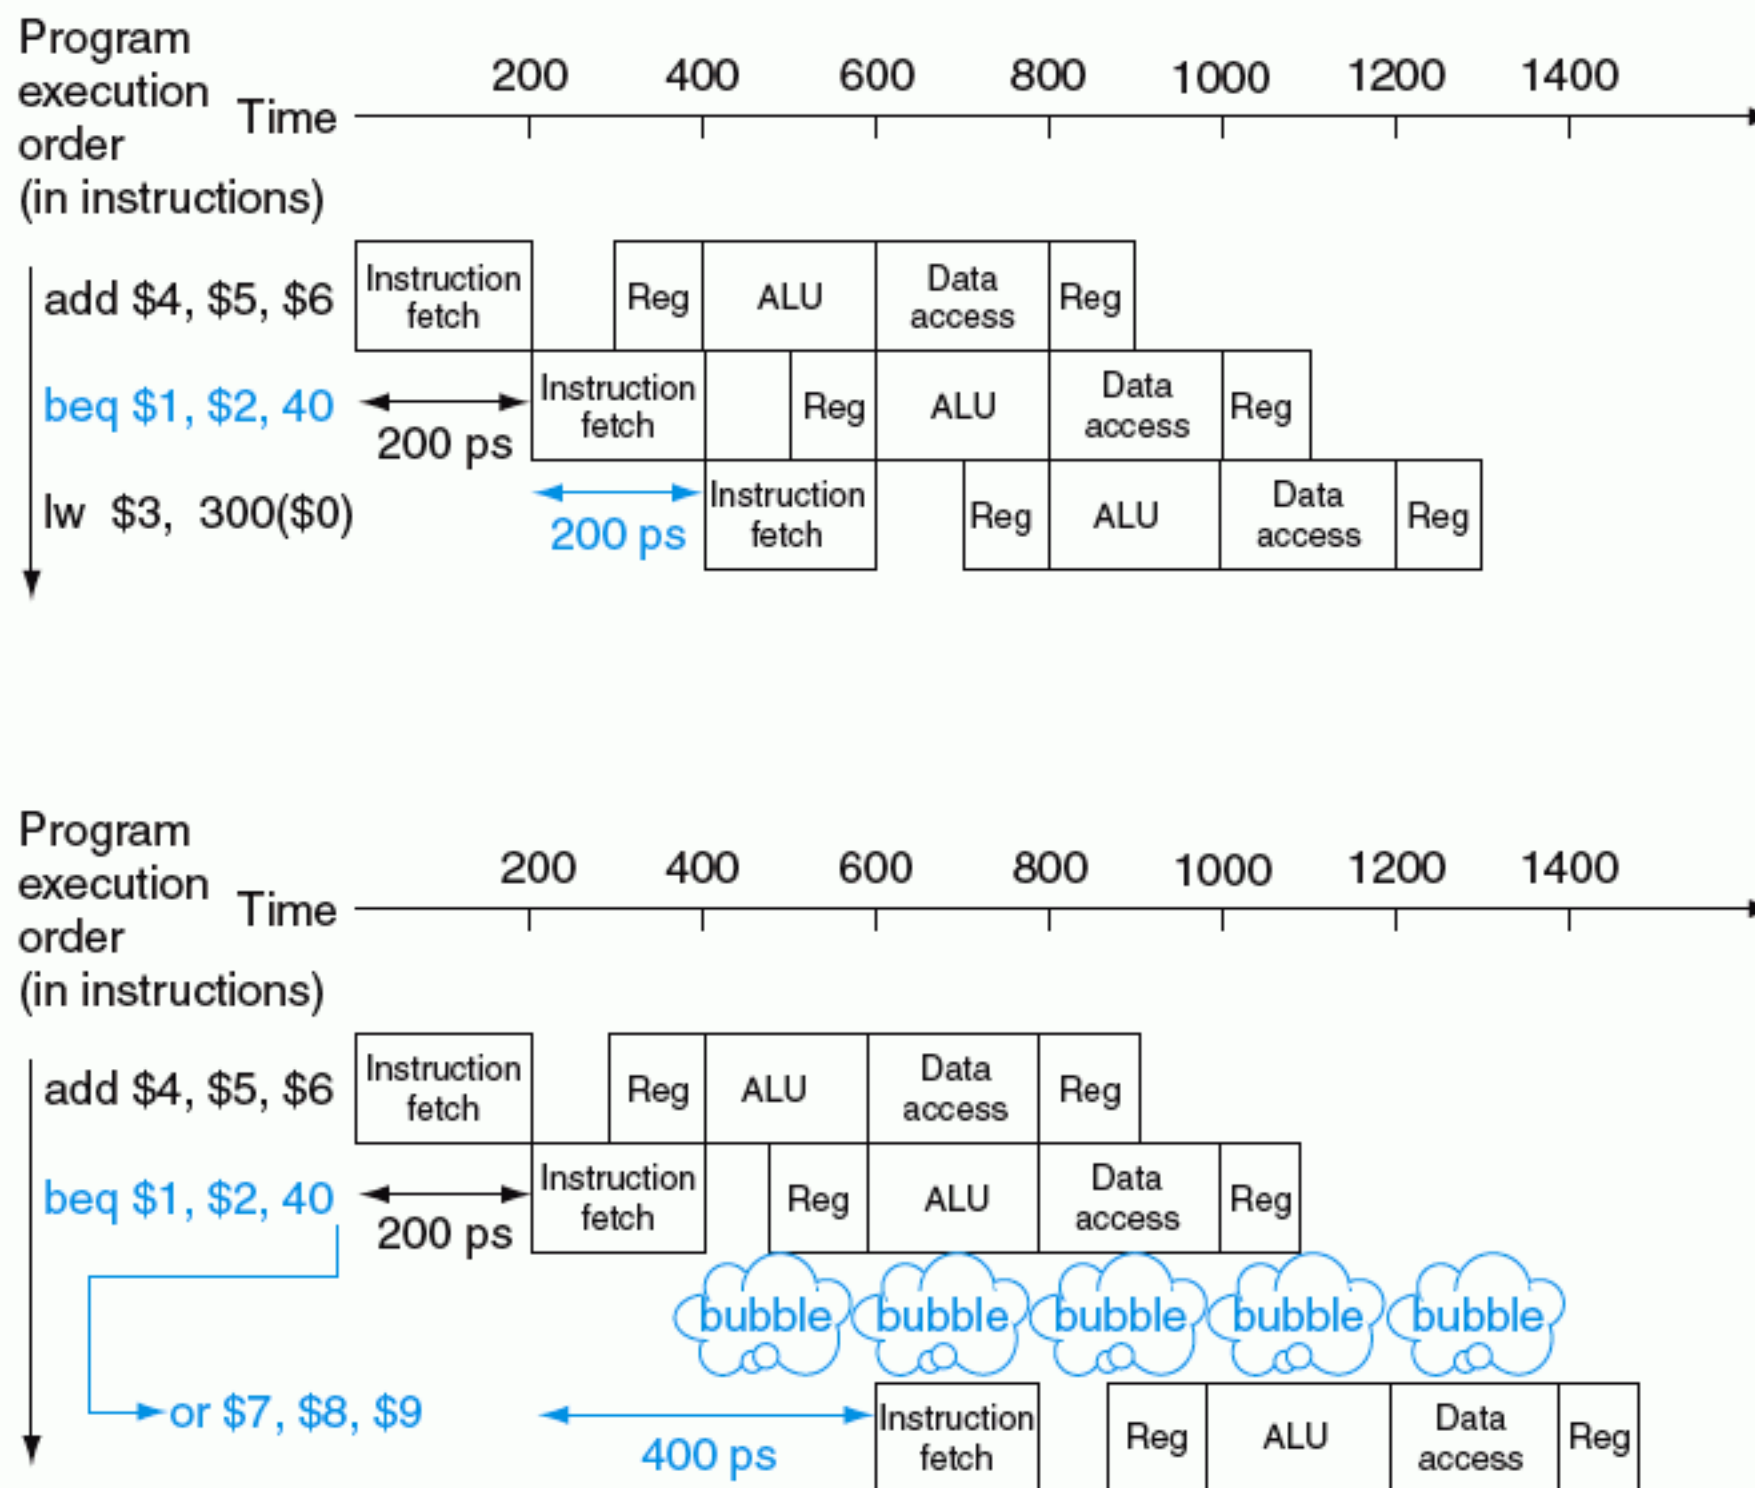 Program
execution
order
(in instructions)
Time
200 400 600 800 1000 1200 1400
add $4, $5, $6
Instruction
fetch
Reg
ALU
Data
access
Reg
beq $1, $2, 40
200 ps
Instruction
fetch
Reg
ALU
Data
access
Reg
lw $3, 300($0)
200 ps
Instruction
fetch
Reg
ALU
Data
access
Reg
Program
execution
order
(in instructions)
Time
200 400 600 800 1000 1200 1400
add $4, $5, $6
Instruction
fetch
Reg
ALU
Data
access
Reg
beq $1, $2, 40
200 ps
Instruction
fetch
Reg
ALU
Data
access
Reg
bubble bubble bubble bubble bubble
or $7, $8, $9
400 ps
Instruction
fetch
Reg
ALU
Data
access
Reg